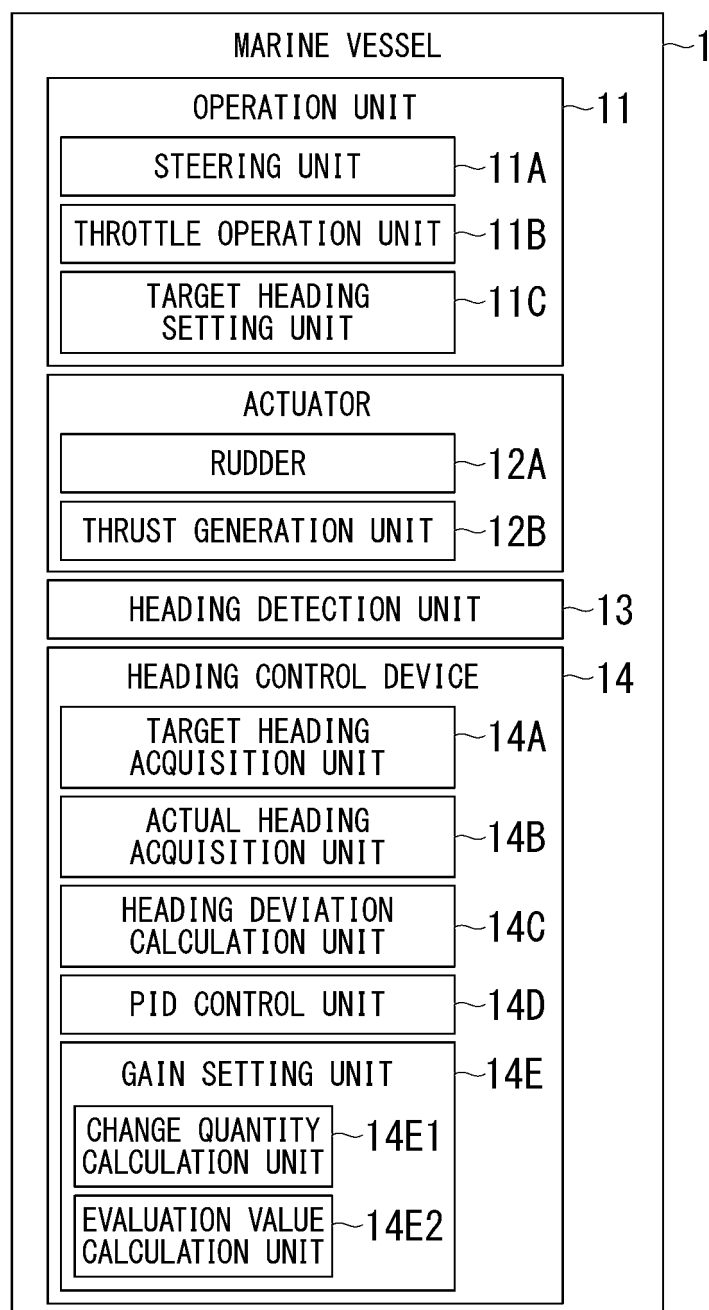 MARINE VESSEL 1
OPERATION UNIT 11
STEERING UNIT 11A
THROTTLE OPERATION UNIT 11B
TARGET HEADING
SETTING UNIT 11C
ACTUATOR
RUDDER 12A
THRUST GENERATION UNIT 12B
HEADING DETECTION UNIT 13
HEADING CONTROL DEVICE 14
TARGET HEADING
ACQUISITION UNIT 14A
ACTUAL HEADING
ACQUISITION UNIT 14B
HEADING DEVIATION
CALCULATION UNIT 14C
PID CONTROL UNIT 14D
GAIN SETTING UNIT 14E
CHANGE QUANTITY
CALCULATION UNIT 14E1
EVALUATION VALUE
CALCULATION UNIT 14E2